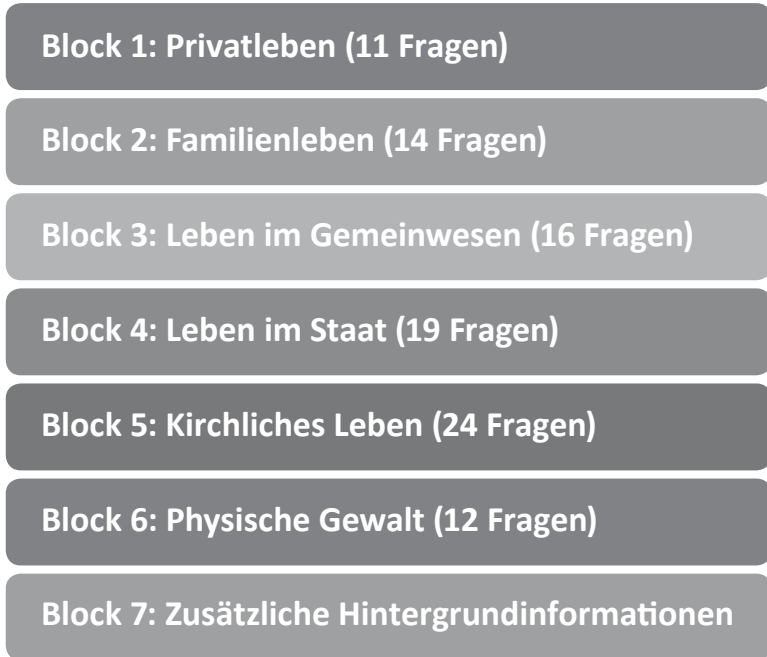 Block 1: Privatleben (11 Fragen)
Block 2: Familienleben (14 Fragen)
Block 3: Leben im Gemeinwesen (16 Fragen)
Block 4: Leben im Staat (19 Fragen)
Block 5: Kirchliches Leben (24 Fragen)
Block 6: Physische Gewalt (12 Fragen)
Block 7: Zusätzliche Hintergrundinformationen